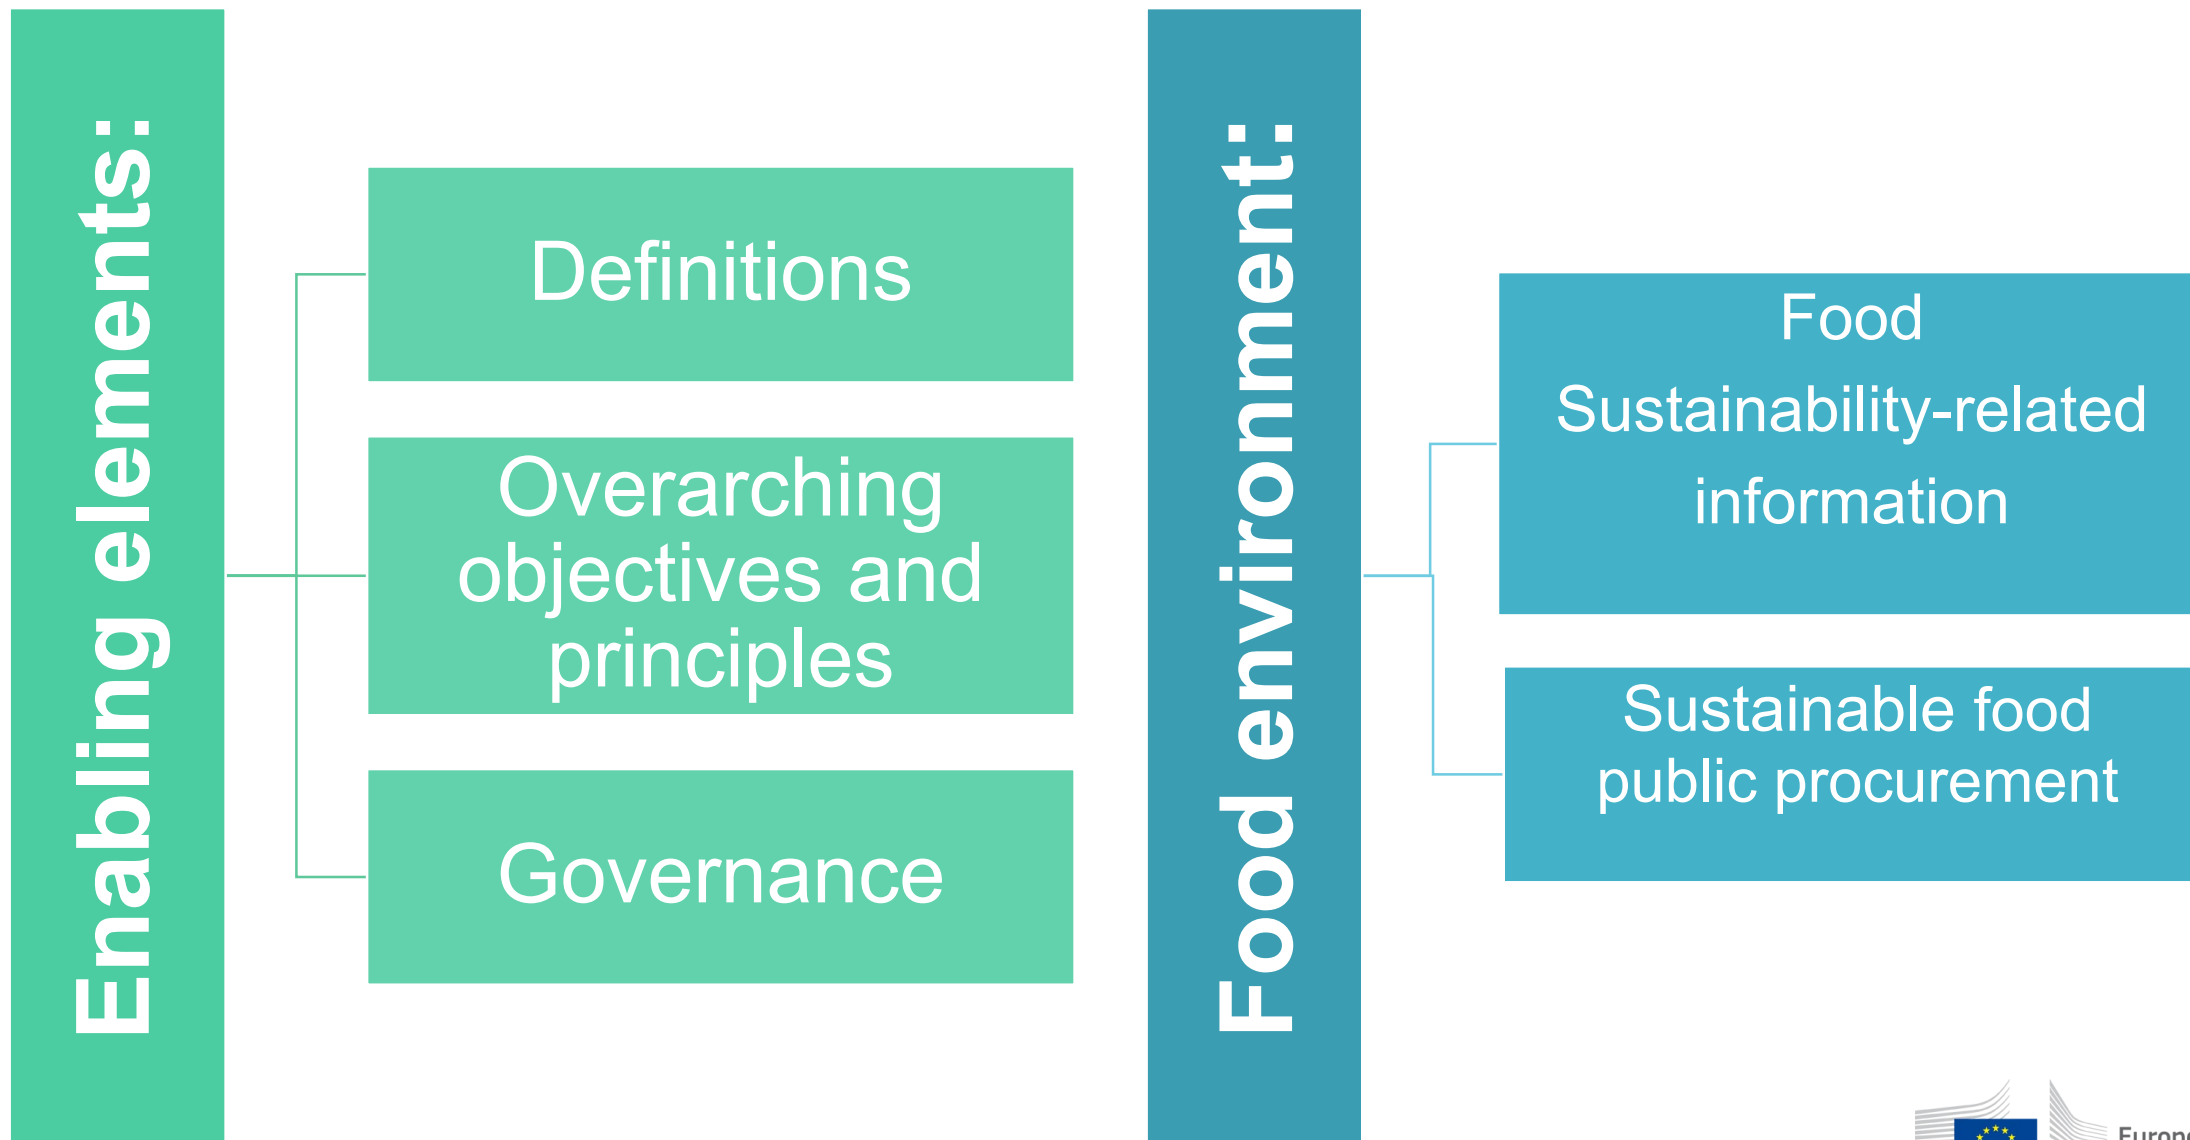 Enabling elements:
Definitions
Overarching
objectives and
principles
Governance
Food environment:
Food
Sustainability-related
information
Sustainable food
public procurement